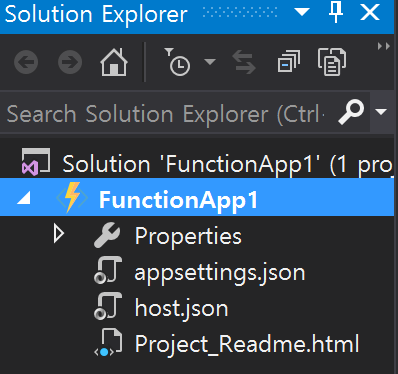 Solution Explorer
Search Solution Explorer (Ctrl
Solution 'FunctionApp1' (1 pro
FunctionApp1
Properties
appsettings.json
host.json
Project_Readme.html